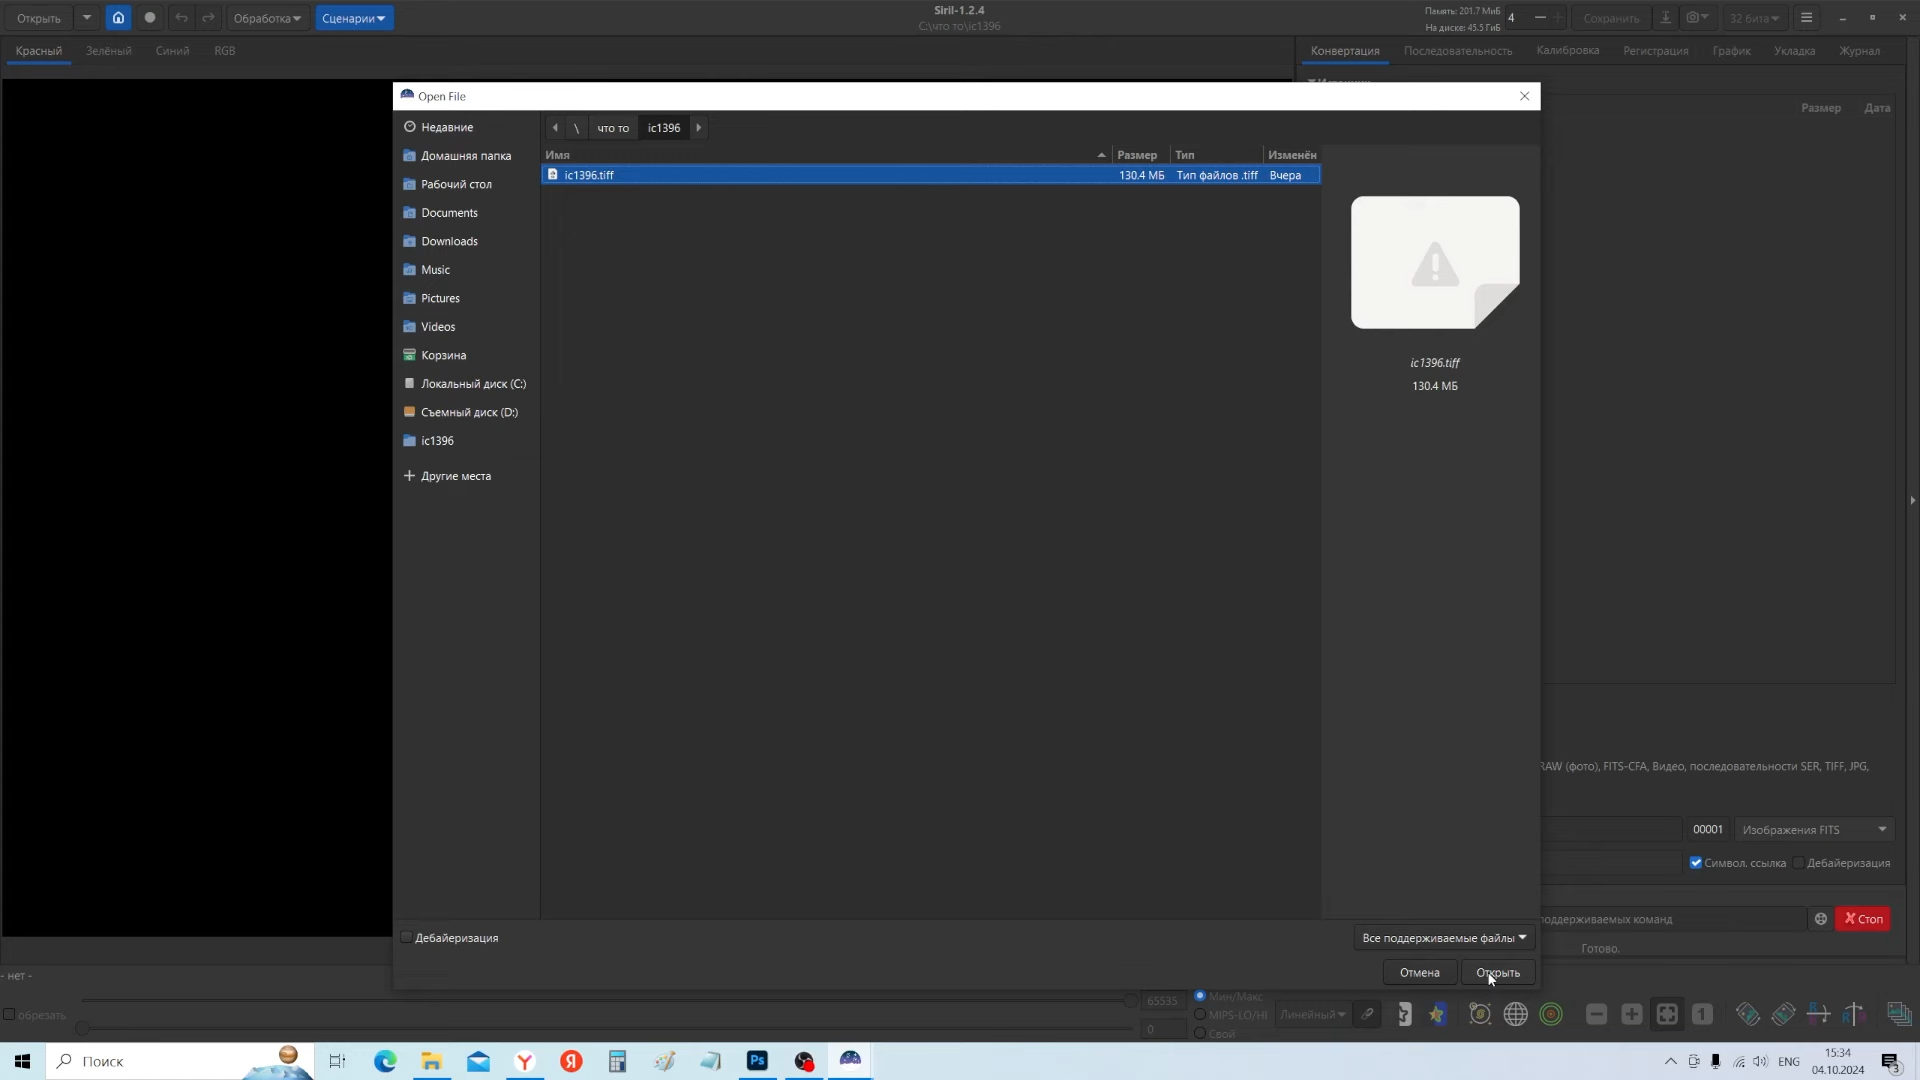 Открыть
Обработка
Сценарии
Siril-1.2.4
C:\что то\ic1396
Память: 201.7 МиБ
На диске: 45.5 ГиБ
4
Сохранить
32 бита
Красный
Зелёный
Синий
RGB
Конвертация
Последовательность
Калибровка
Регистрация
График
Укладка
Журнал
Размер
Дата
Open File
Недавние
Домашняя папка
Рабочий стол
Documents
Downloads
Music
Pictures
Videos
Корзина
Локальный диск (C:)
Съемный диск (D:)
ic1396
Другие места
\
что то
ic1396
Имя
Размер
Тип
Изменён
ic1396.tiff
130.4 МБ
Тип файлов .tiff
Вчера
ic1396.tiff
130.4 МБ
RAW (фото), FITS-CFA, Видео, последовательности SER, TIFF, JPG,
00001
Изображения FITS
Символ. ссылка
Дебайеризация
поддерживаемых команд
Стоп
Готово.
Дебайеризация
Все поддерживаемые файлы
Отмена
Открыть
- нет -
обрезать
65535
0
Мин/Макс
MIPS-LO/HI
Свой
Линейный
1
Поиск
Y
Я
Ps
ENG
15:34
04.10.2024
3